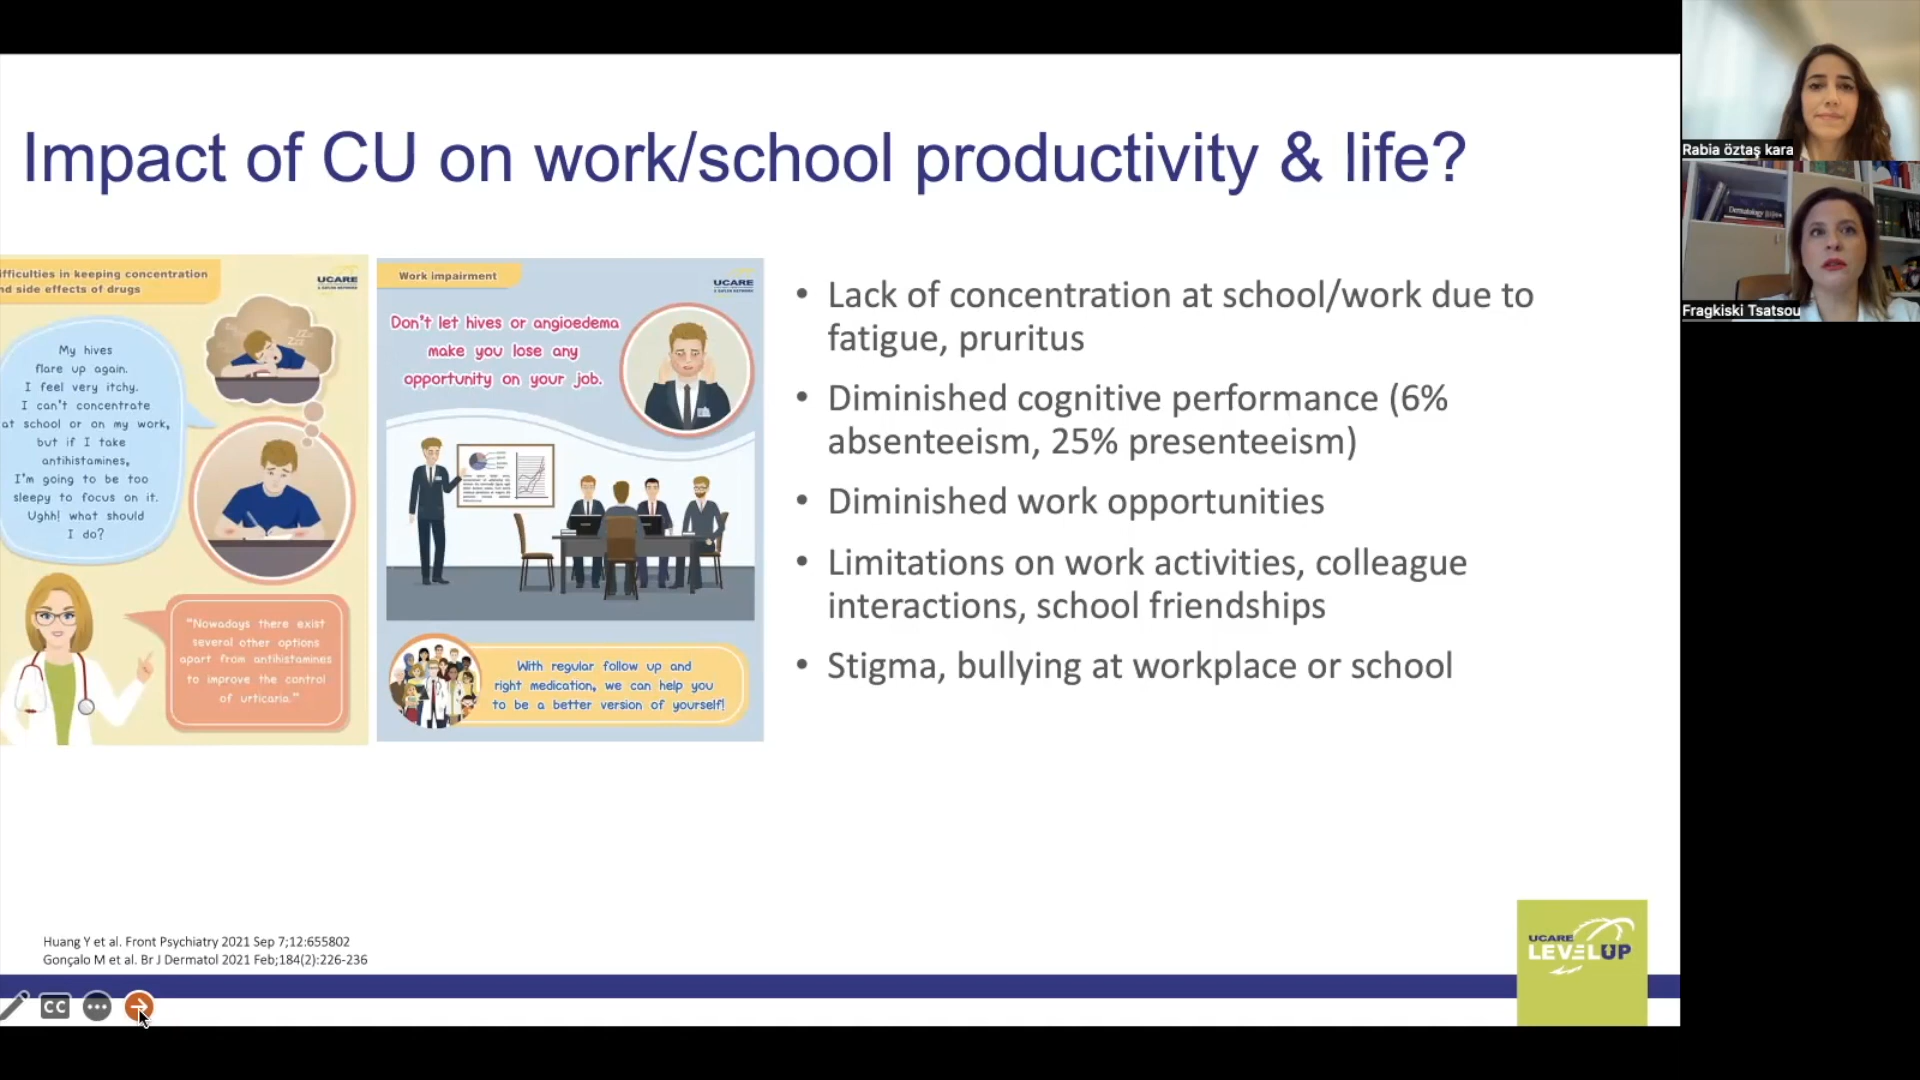 Impact of CU on work/school productivity & life?
ifficulties in keeping concentration
nd side effects of drugs
UCARE
My hives
flare up again.
I feel very itchy.
I can't concentrate
at school or on my work,
but if I take
antihistamines,
I'm going to be too
sleepy to focus on it.
Ughh! what should
I do?
"Nowadays there exist
several other options
apart from antihistamines
to improve the control
of urticaria."
Work impairment
UCARE
Don't let hives or angioedema
make you lose any
opportunity on your job.
With regular follow up and
right medication, we can help you
to be a better version of yourself!
• Lack of concentration at school/work due to
fatigue, pruritus
• Diminished cognitive performance (6%
absenteeism, 25% presenteeism)
• Diminished work opportunities
• Limitations on work activities, colleague
interactions, school friendships
• Stigma, bullying at workplace or school
Huang Y et al. Front Psychiatry 2021 Sep 7;12:655802
Gonçalo M et al. Br J Dermatol 2021 Feb;184(2):226-236
UCARE
LEVEL UP
CC
Rabia öztaş kara
Dermatology
Fragkiski Tsatsou